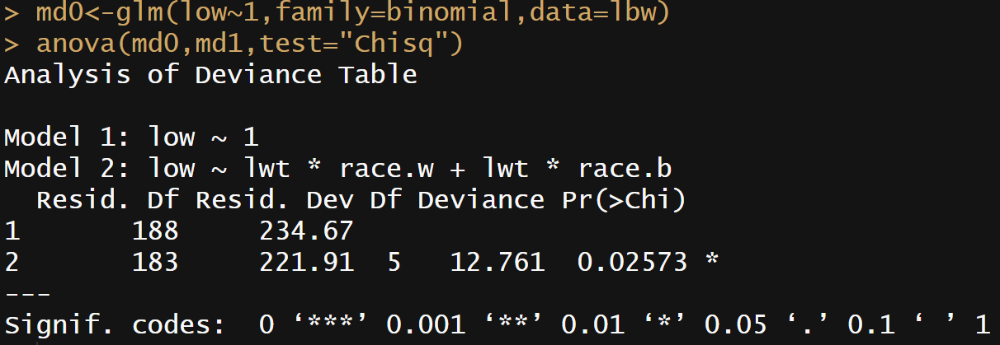 > md0<-glm(low~1,family=binomial,data=lbw)
> anova(md0,md1,test="Chisq")
Analysis of Deviance Table

Model 1: low ~ 1
Model 2: low ~ lwt * race.w + lwt * race.b
  Resid. Df Resid. Dev Df Deviance Pr(>Chi)
1       188     234.67
2       183     221.91  5   12.761  0.02573 *
---
Signif. codes:  0 ‘***’ 0.001 ‘**’ 0.01 ‘*’ 0.05 ‘.’ 0.1 ‘ ’ 1